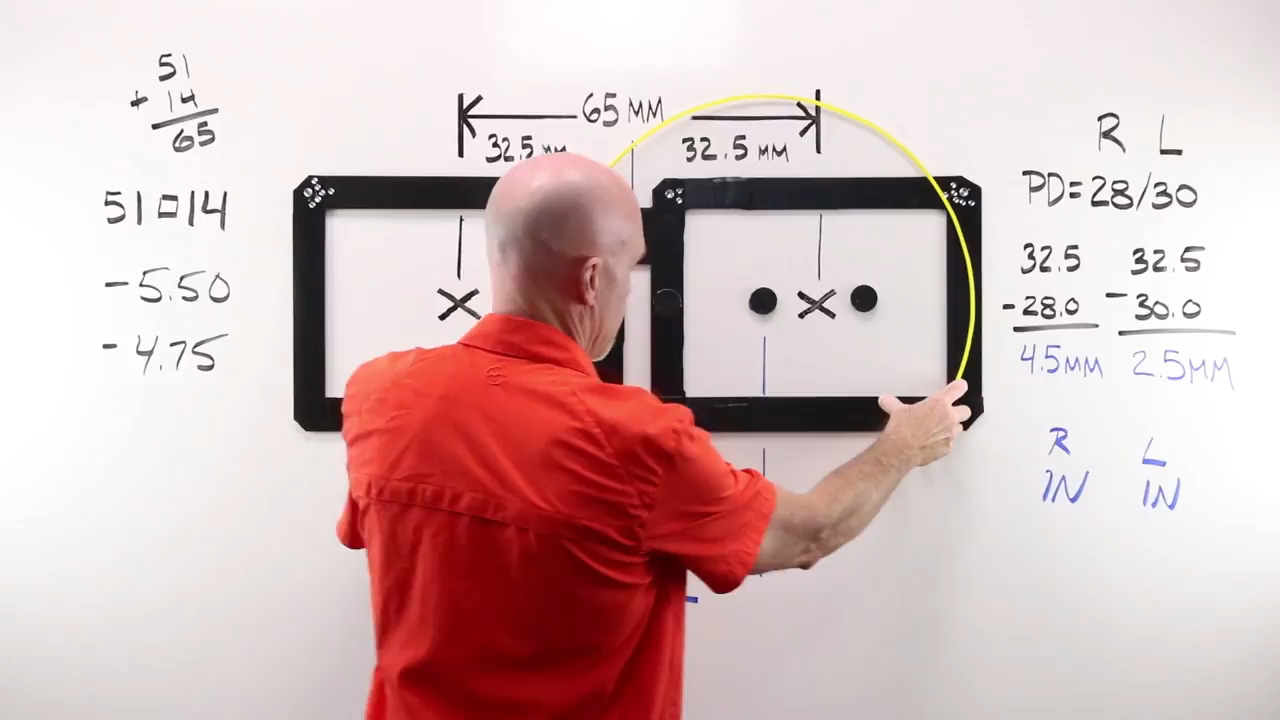 51
+ 14
65
51□14
-5.50
-4.75
65 MM
32.5 MM
32.5 MM
R L
PD=28/30
32.5 32.5
-28.0 -30.0
4.5MM 2.5MM
R L
IN IN